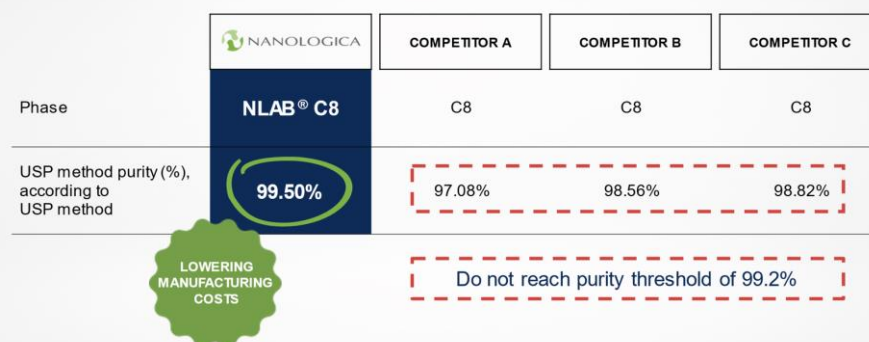 NANOLOGICA COMPETITOR A COMPETITOR B COMPETITOR C
Phase NLAB® C8 C8 C8 C8
USP method purity (%),
according to
USP method
99.50% 97.08% 98.56% 98.82%
LOWERING
MANUFACTURING
COSTS
Do not reach purity threshold of 99.2%